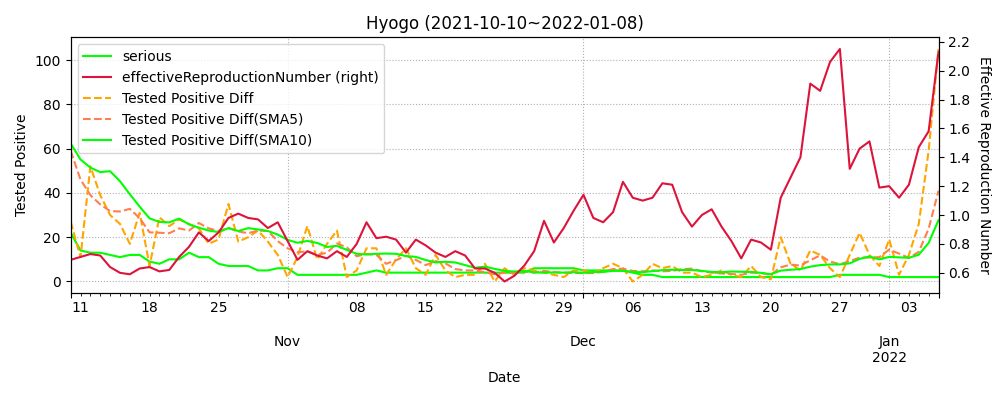 Hyogo (2021-10-10~2022-01-08)
serious
effectiveReproductionNumber (right)
Tested Positive Diff
Tested Positive Diff(SMA5)
Tested Positive Diff(SMA10)
Tested Positive
100
80
60
40
20
0
2.2
2.0
1.8
1.6
1.4
1.2
1.0
0.8
0.6
Effective Reproduction Number
11 18 25 08 15 22 29 06 13 20 27 03
Nov Dec Jan
2022
Date